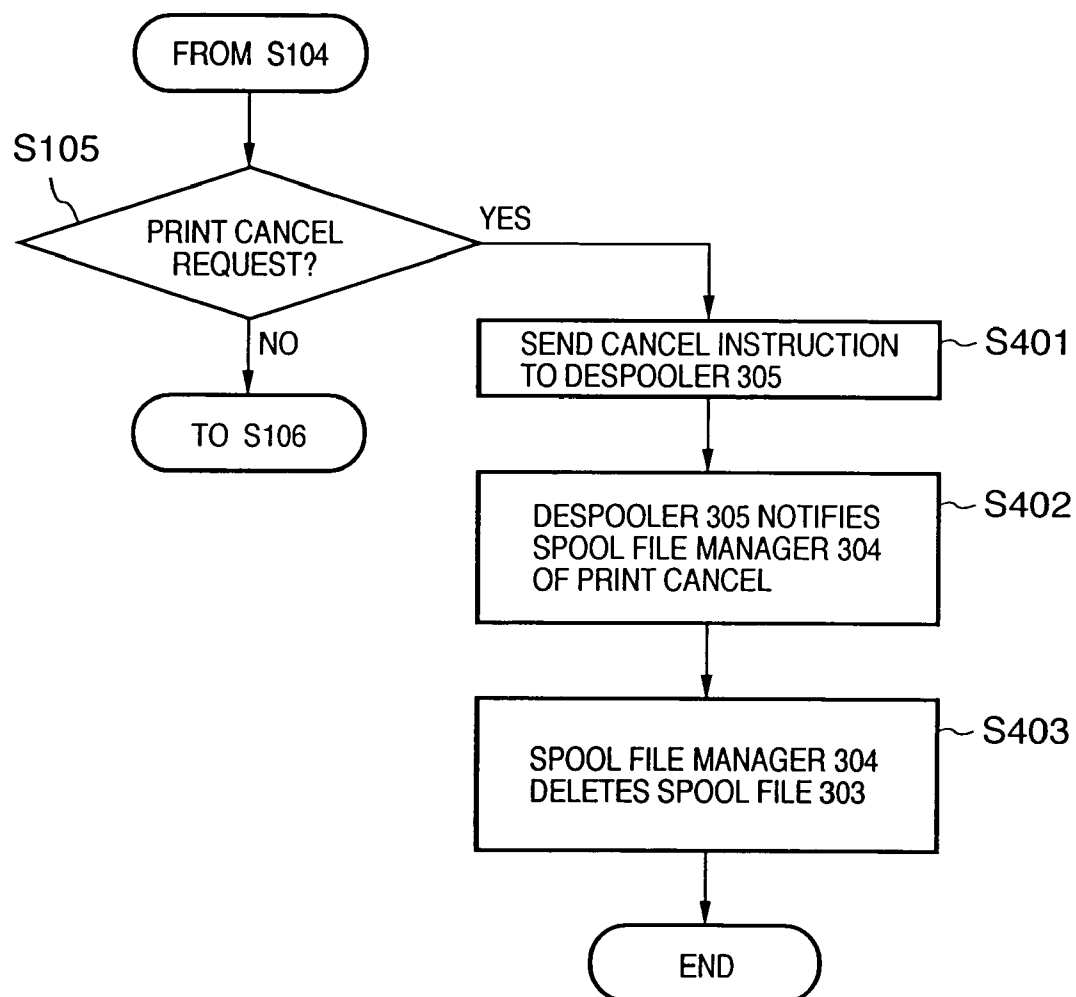 FROM S104
S105
PRINT CANCEL
REQUEST?
YES
NO
TO S106
SEND CANCEL INSTRUCTION
TO DESPOOLER 305
S401
DESPOOLER 305 NOTIFIES
SPOOL FILE MANAGER 304
OF PRINT CANCEL
S402
SPOOL FILE MANAGER 304
DELETES SPOOL FILE 303
S403
END